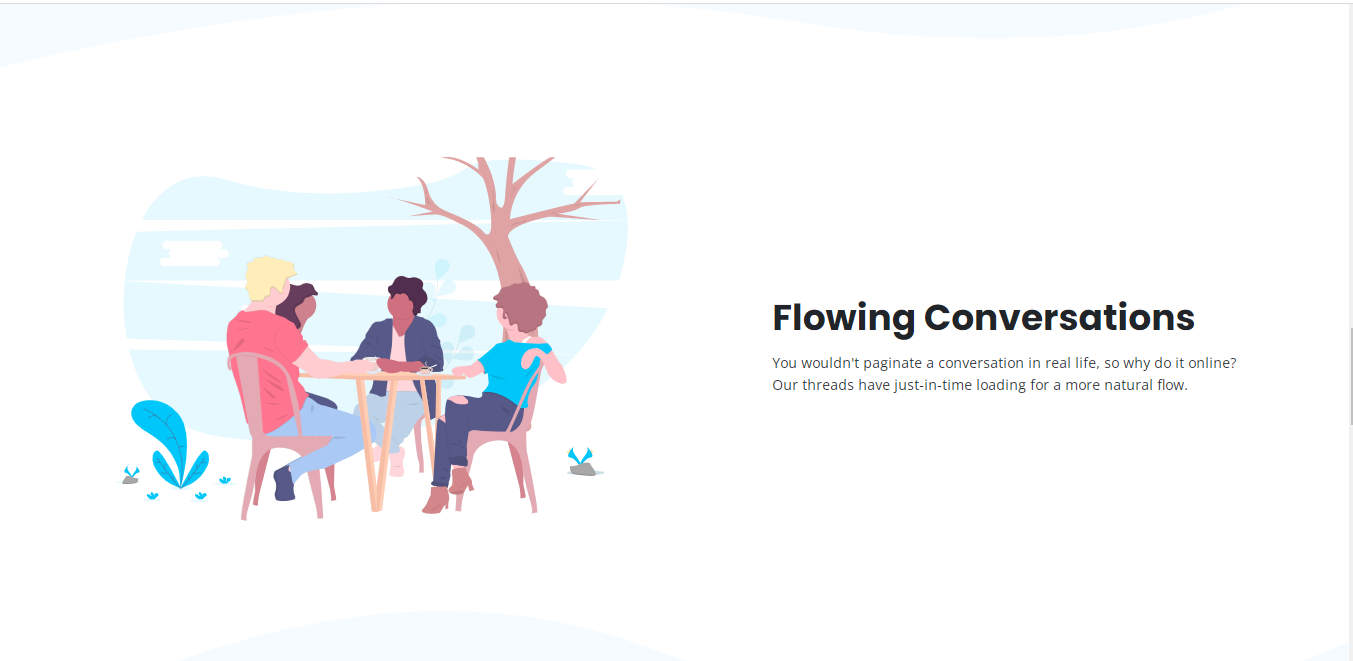 Flowing Conversations
You wouldn't paginate a conversation in real life, so why do it online?
Our threads have just-in-time loading for a more natural flow.